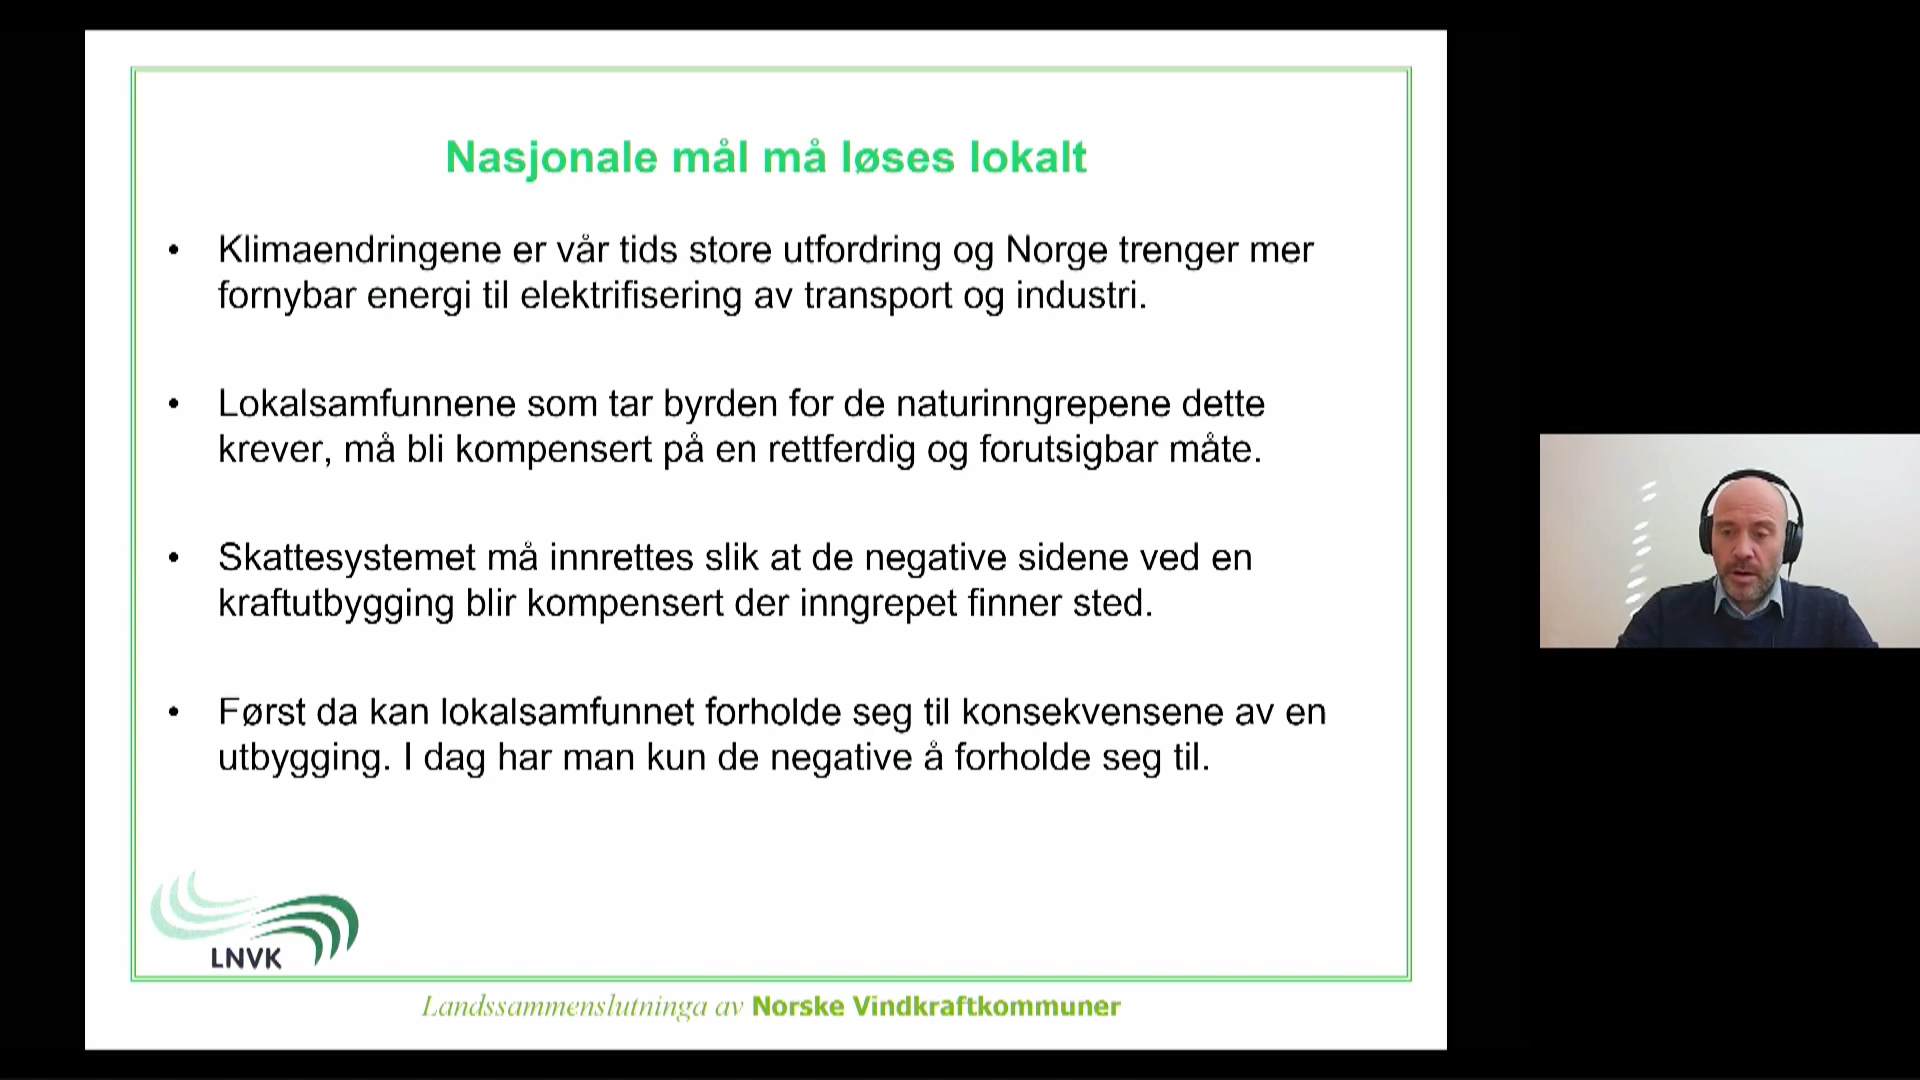 Nasjonale mål må løses lokalt
• Klimaendringene er vår tids store utfordring og Norge trenger mer
fornybar energi til elektrifisering av transport og industri.
• Lokalsamfunnene som tar byrden for de naturinngrepene dette
krever, må bli kompensert på en rettferdig og forutsigbar måte.
• Skattesystemet må innrettes slik at de negative sidene ved en
kraftutbygging blir kompensert der inngrepet finner sted.
• Først da kan lokalsamfunnet forholde seg til konsekvensene av en
utbygging. I dag har man kun de negative å forholde seg til.
LNVK
Landssammenslutninga av Norske Vindkraftkommuner